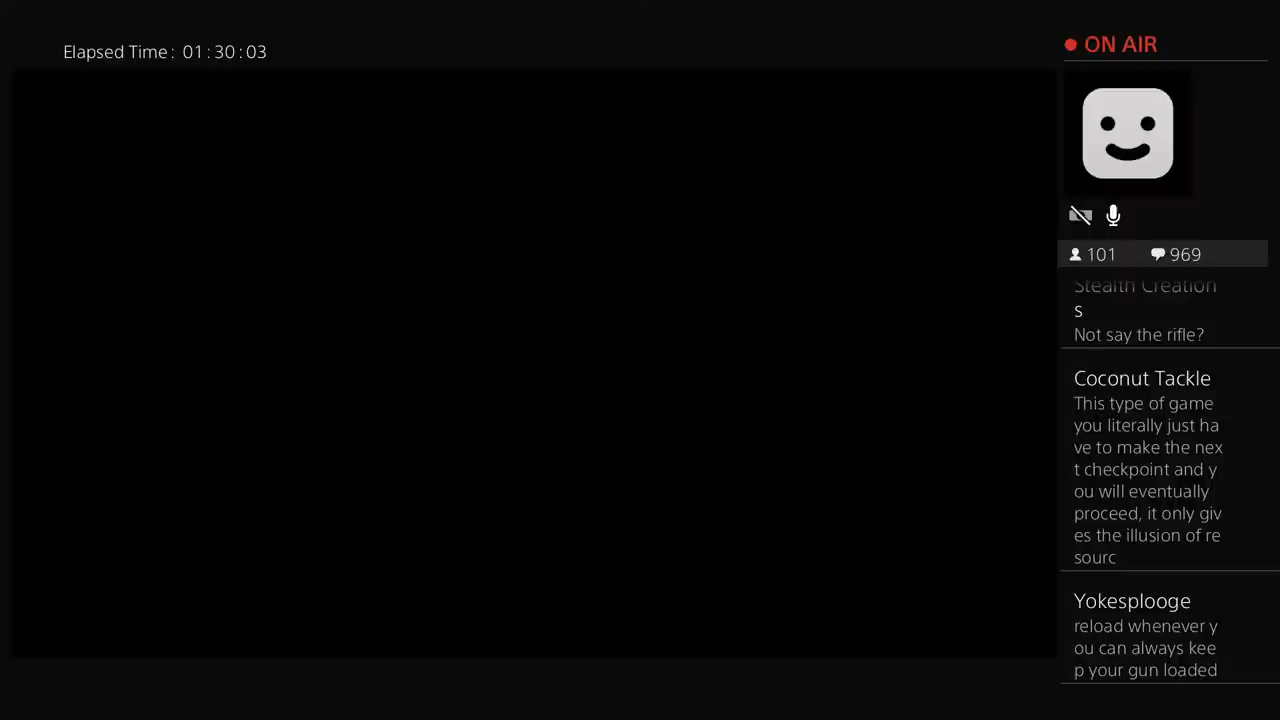 Elapsed Time: 01:30:03
ON AIR
101 969
Stealth Creation
s
Not say the rifle?
Coconut Tackle
This type of game
you literally just ha
ve to make the nex
t checkpoint and y
ou will eventually
proceed, it only giv
es the illusion of re
sourc
Yokesplooge
reload whenever y
ou can always kee
p your gun loaded